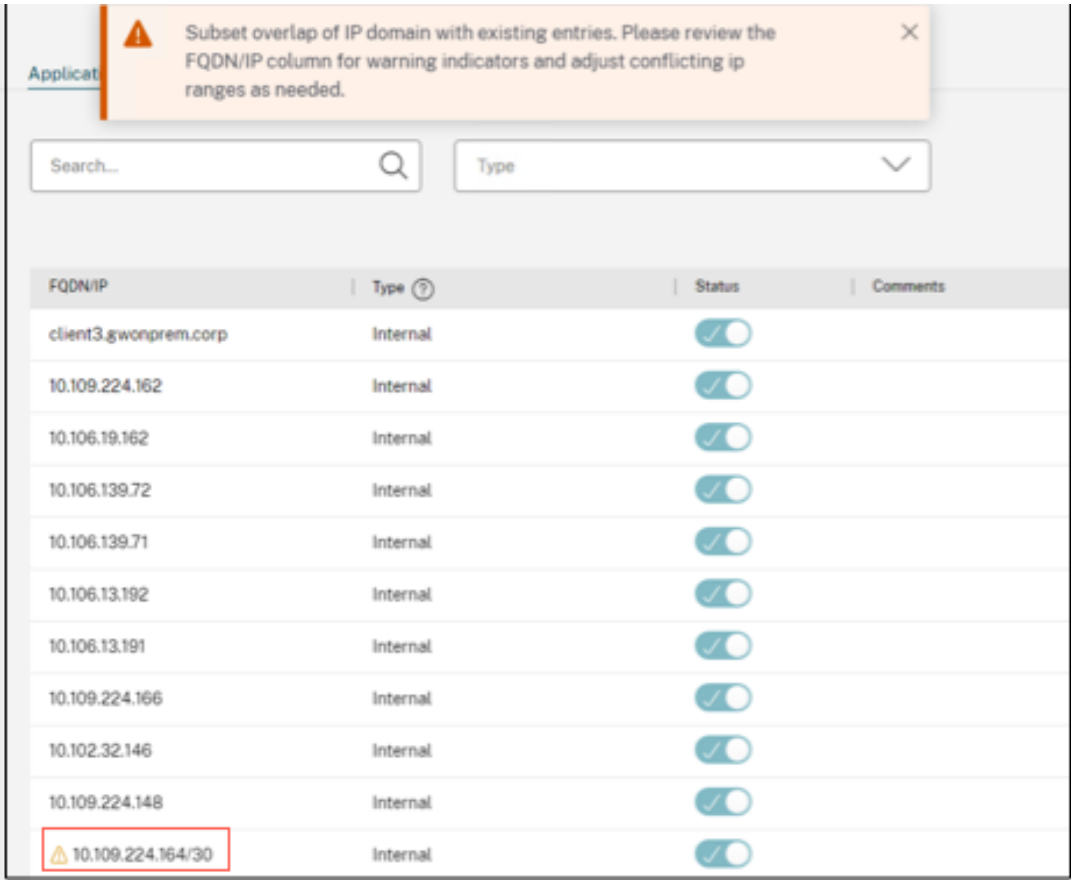 Subset overlap of IP domain with existing entries. Please review the
FQDN/IP column for warning indicators and adjust conflicting ip
ranges as needed.
Applicati
Search...
Type
FQDN/IP Type ? Status Comments
client3.gwonprem.corp Internal
10.109.224.162 Internal
10.106.19.162 Internal
10.106.139.72 Internal
10.106.139.71 Internal
10.106.13.192 Internal
10.106.13.191 Internal
10.109.224.166 Internal
10.102.32.146 Internal
10.109.224.148 Internal
10.109.224.164/30 Internal